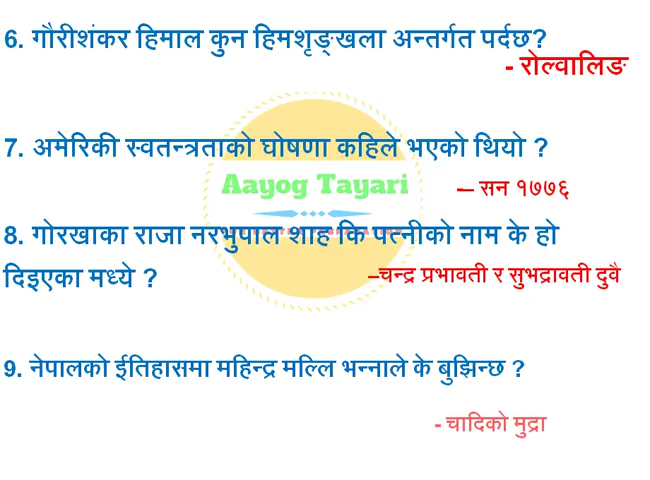 6. गौरीशंकर हिमाल कुन हिमशृङ्खला अन्तर्गत पर्दछ?
- रोल्वालिङ
7. अमेरिकी स्वतन्त्रताको घोषणा कहिले भएको थियो ?
Aayog Tayari
— सन १७७६
8. गोरखाका राजा नरभुपाल शाह कि पत्नीको नाम के हो
दिइएका मध्ये ?
–चन्द्र प्रभावती र सुभद्रावती दुवै
9. नेपालको ईतिहासमा महिन्द्र मल्लि भन्नाले के बुझिन्छ ?
- चादिको मुद्रा